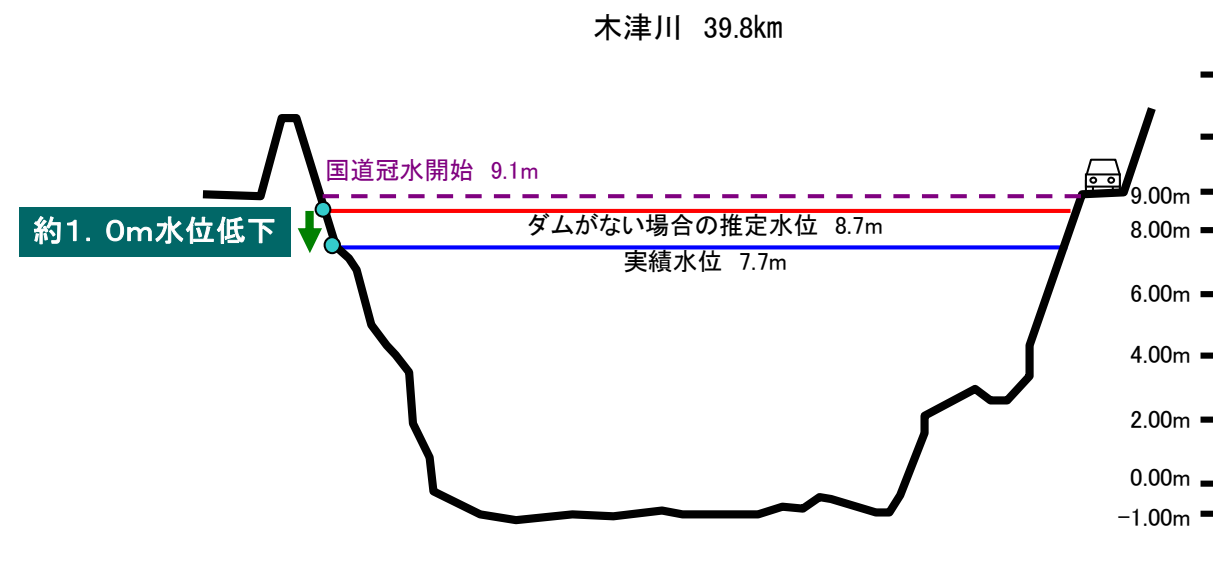 木津川 39.8km
国道冠水開始 9.1m
約1.0m水位低下
ダムがない場合の推定水位 8.7m
実績水位 7.7m
9.00m
8.00m
6.00m
4.00m
2.00m
0.00m
-1.00m